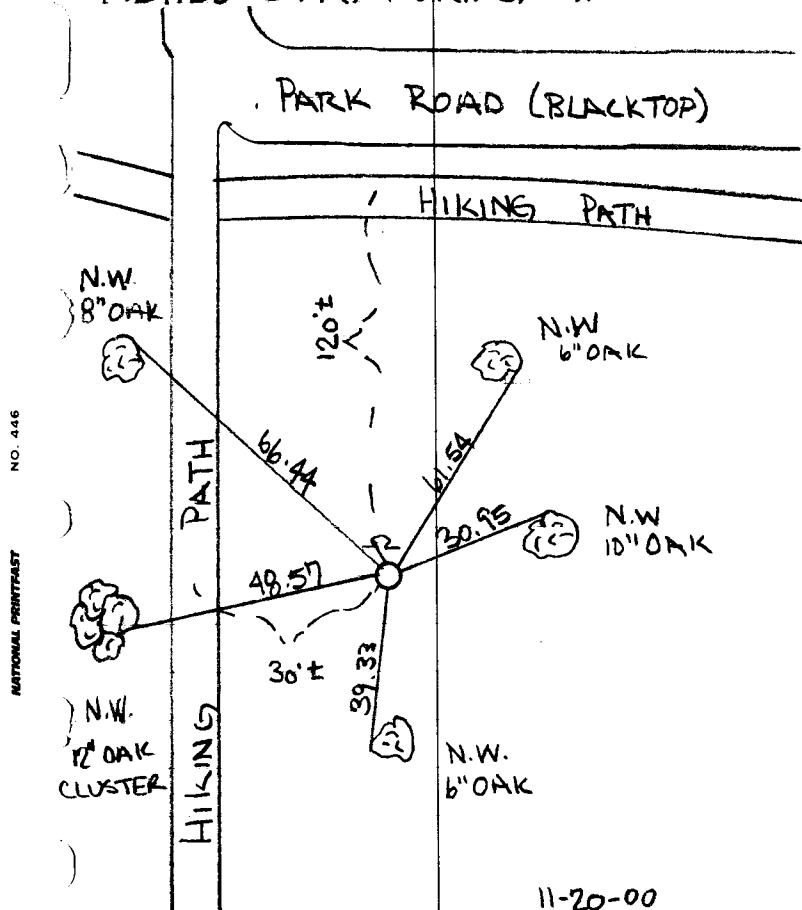 PARK ROAD (BLACKTOP)
HIKING PATH
N.W.
8" OAK
120'±
N.W
6" OAK
66.44
61.54
PATH
30.95
N.W
10" OAK
48.57
30'±
39.33
N.W.
12" OAK
CLUSTER
HIKING
N.W.
6" OAK
11-20-00
NO. 446
NATIONAL PRINTFAST